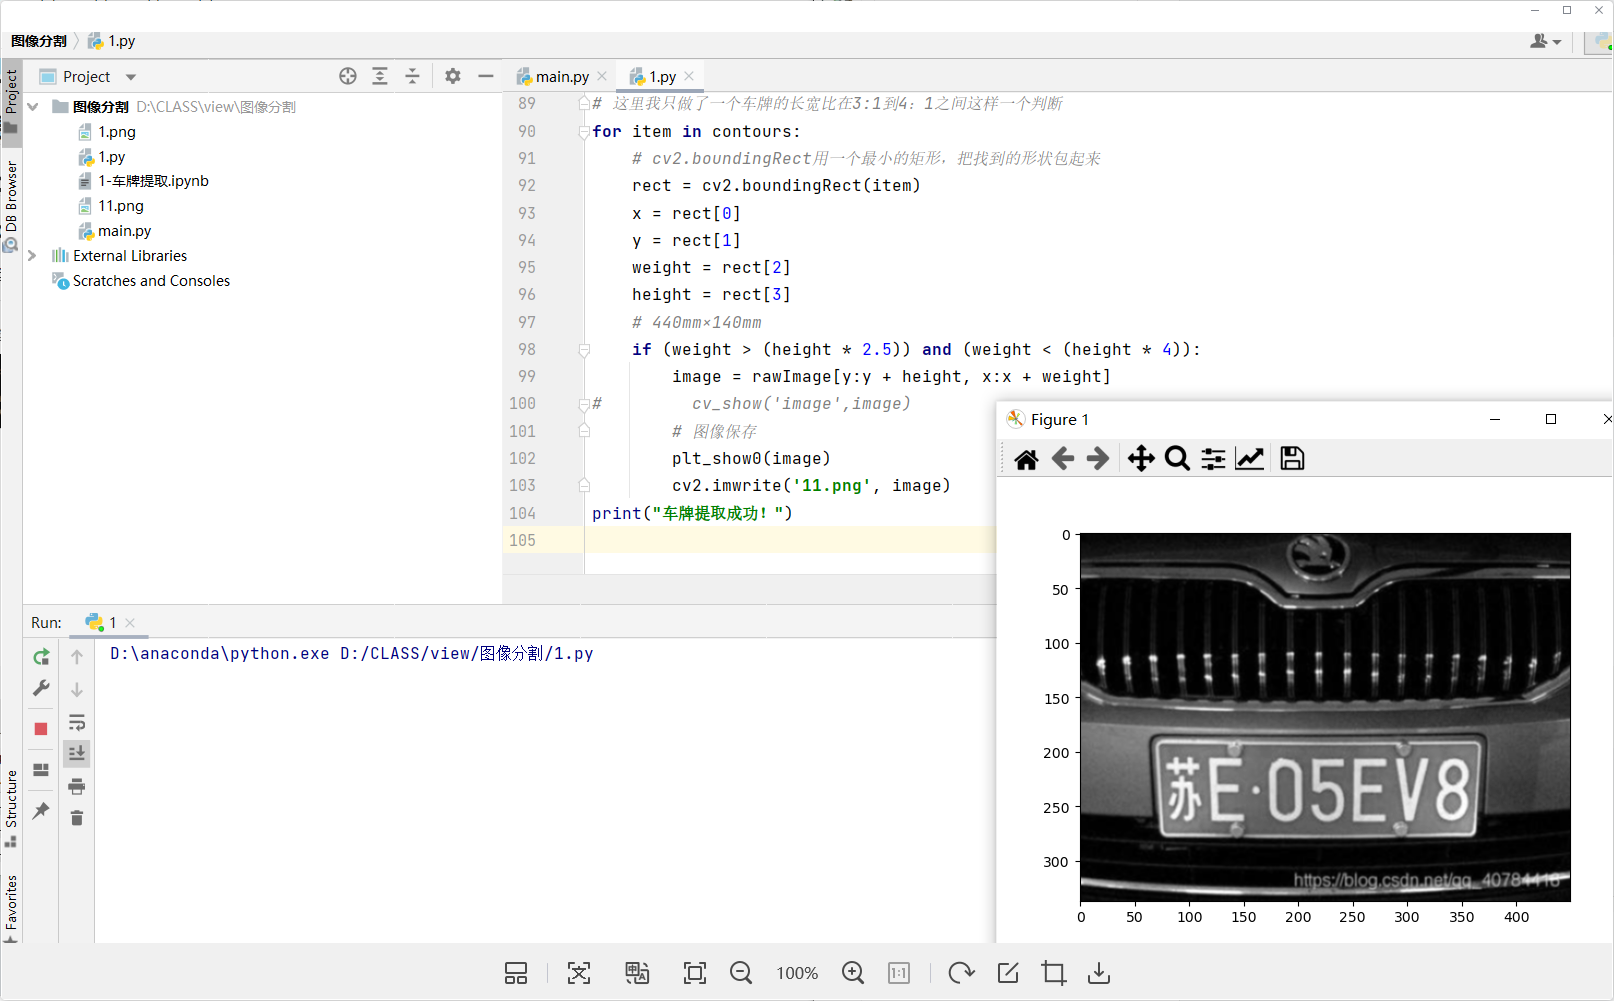 图像分割 1.py
Project
main.py
1.py
Project
图像分割 D:\CLASS\view\图像分割
1.png
1.py
1-车牌提取.ipynb
11.png
main.py
External Libraries
Scratches and Consoles
DB Browser
89 # 这里我只做了一个车牌的长宽比在3:1到4：1之间这样一个判断
90 for item in contours:
91 # cv2.boundingRect用一个最小的矩形，把找到的形状包起来
92 rect = cv2.boundingRect(item)
93 x = rect[0]
94 y = rect[1]
95 weight = rect[2]
96 height = rect[3]
97 # 440mm×140mm
98 if (weight > (height * 2.5)) and (weight < (height * 4)):
99 image = rawImage[y:y + height, x:x + weight]
100 # cv_show('image',image)
101 # 图像保存
102 plt_show0(image)
103 cv2.imwrite('11.png', image)
104 print("车牌提取成功！")
105
Run: 1
D:\anaconda\python.exe D:/CLASS/view/图像分割/1.py
Structure
Favorites
Figure 1
0
50
100
150
200
250
300
0 50 100 150 200 250 300 350 400
苏E·05EV8
https://blog.csdn.net/qq_40784418
100%
1:1